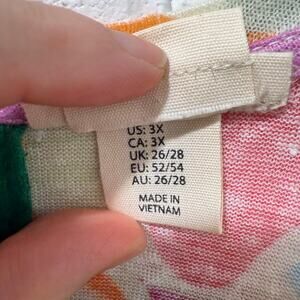 US: 3X
CA: 3X
UK: 26/28
EU: 52/54
AU: 26/28
MADE IN
VIETNAM